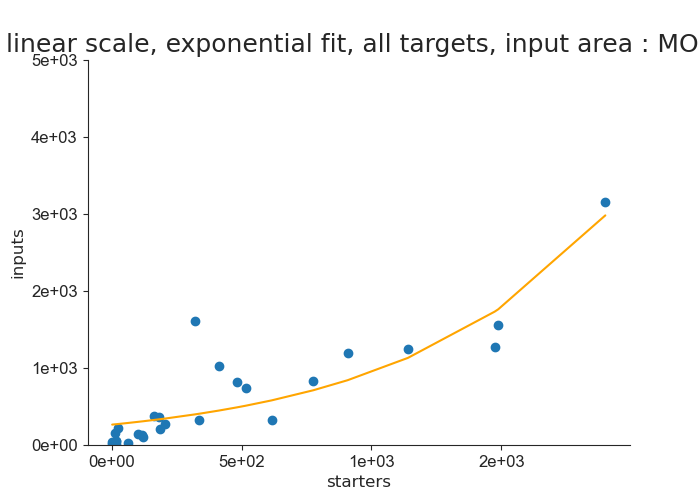 linear scale, exponential fit, all targets, input area : MO
5e+03
4e+03
3e+03
2e+03
1e+03
0e+00
inputs
0e+00 5e+02 1e+03 2e+03
starters